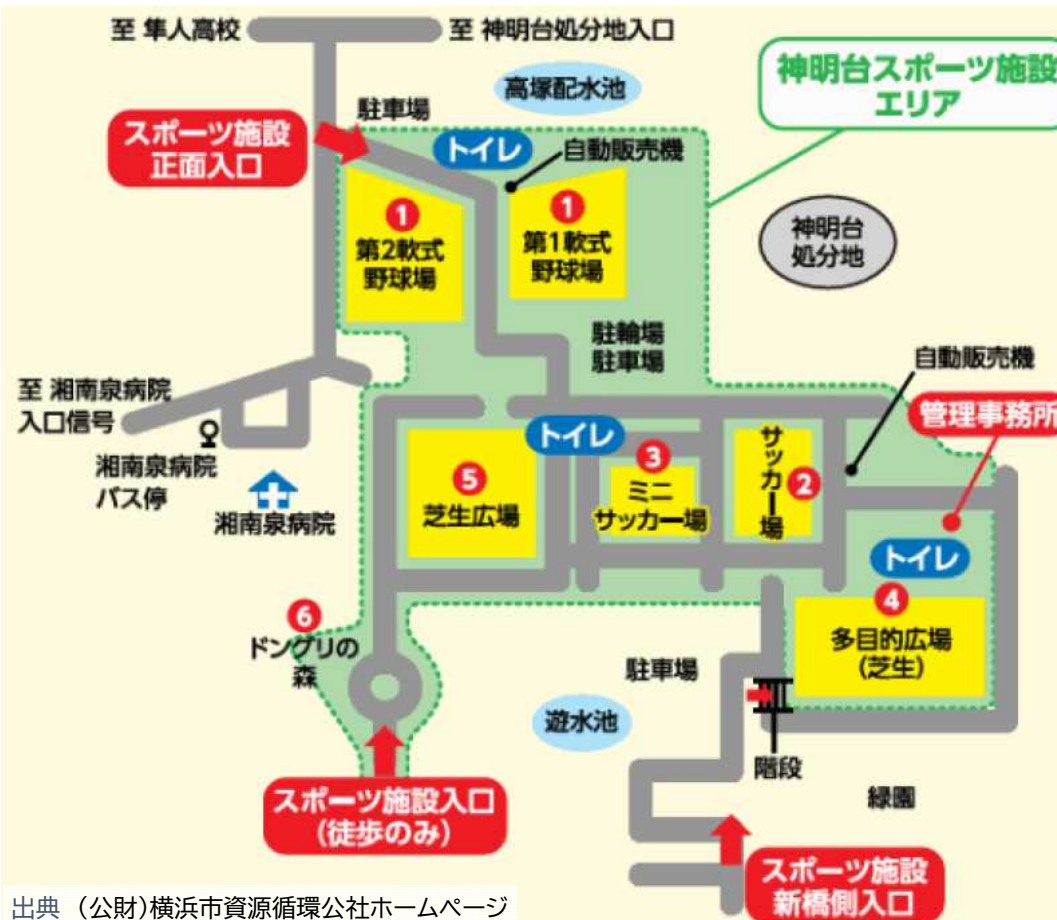 至 隼人高校
至 神明台処分地入口
神明台スポーツ施設
エリア
高塚配水池
駐車場
スポーツ施設
正面入口
トイレ
自動販売機
1
第2軟式
野球場
1
第1軟式
野球場
神明台
処分地
駐輪場
駐車場
自動販売機
至 湘南泉病院
入口信号
管理事務所
湘南泉病院
バス停
湘南泉病院
トイレ
5
芝生広場
3
ミニ
サッカー場
サッカー場
2
トイレ
4
多目的広場
(芝生)
6
ドングリの
森
駐車場
遊水池
階段
緑園
スポーツ施設入口
(徒歩のみ)
スポーツ施設
新橋側入口
出典 (公財)横浜市資源循環公社ホームページ